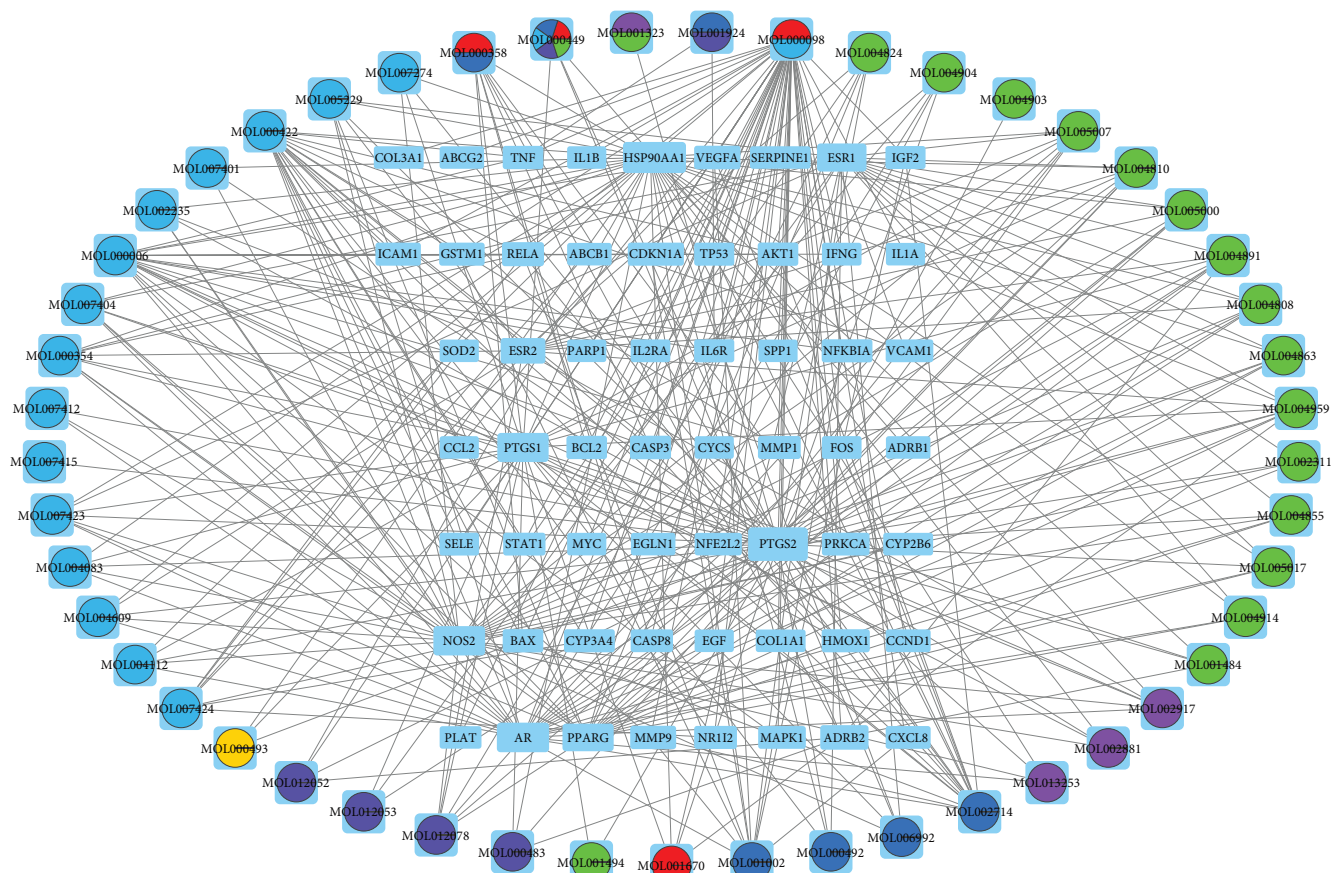 MOL000358
MOL000449
MOL001323
MOL001924
MOL000098
MOL004824
MOL007274
MOL004904
MOL005229
MOL004903
MOL000422
MOL005007
COL3A1 ABCG2 TNF IL1B HSP90AA1 VEGFA SERPINE1 ESR1 IGF2
MOL007401
MOL004810
MOL002235
MOL005000
MOL000006
ICAM1 GSTM1 RELA ABCB1 CDKN1A TP53 AKT1 IFNG IL1A
MOL004891
MOL007404
MOL004808
MOL000354
SOD2 ESR2 PARP1 IL2RA IL6R SPP1 NFKBIA VCAM1
MOL004863
MOL007412
MOL004959
CCL2 PTGS1 BCL2 CASP3 CYCS MMP1 FOS ADRB1
MOL007415
MOL002311
MOL007423
MOL004855
SELE STAT1 MYC EGLN1 NFE2L2 PTGS2 PRKCA CYP2B6
MOL004083
MOL005017
MOL004609
MOL004914
NOS2 BAX CYP3A4 CASP8 EGF COL1A1 HMOX1 CCND1
MOL004112
MOL001484
MOL007424
MOL002917
PLAT AR PPARG MMP9 NR1I2 MAPK1 ADRB2 CXCL8
MOL000493
MOL002881
MOL012052
MOL013253
MOL012053
MOL002714
MOL012078
MOL006992
MOL000483
MOL001494
MOL001670
MOL001002
MOL000492